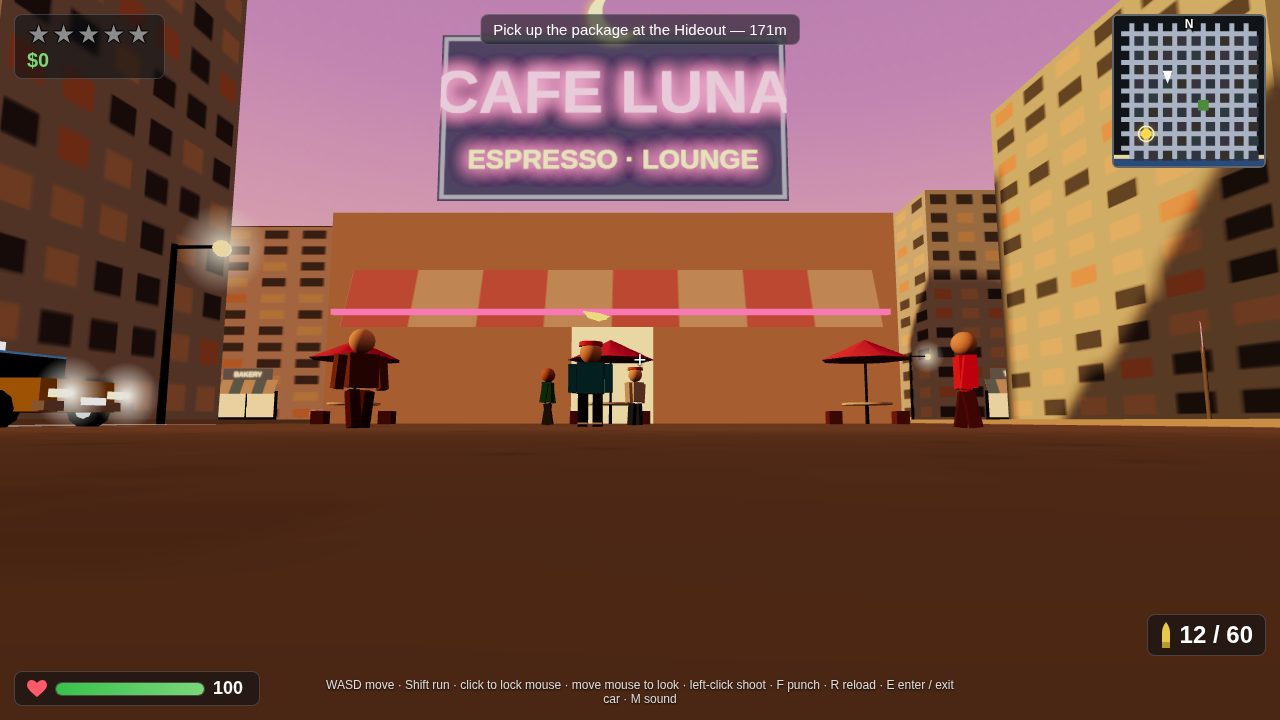 ★★★★★
$0
Pick up the package at the Hideout — 171m
N
CAFE LUNA
ESPRESSO · LOUNGE
BAKERY
12 / 60
100
WASD move · Shift run · click to lock mouse · move mouse to look · left-click shoot · F punch · R reload · E enter / exit
car · M sound